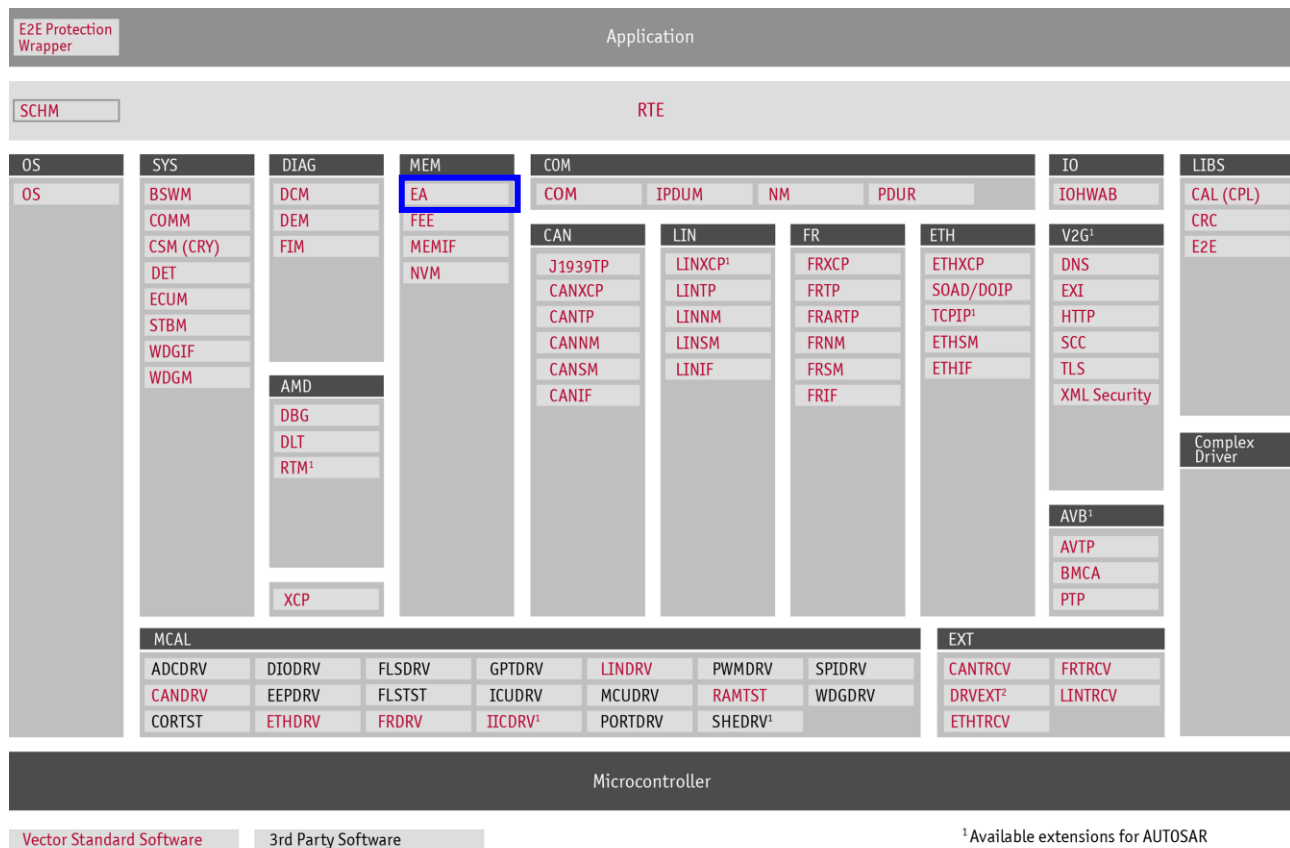 E2E Protection
Wrapper
Application
SCHM
RTE
OS
OS
SYS
BSWM
COMM
CSM (CRY)
DET
ECUM
STBM
WDGIF
WDGM
DIAG
DCM
DEM
FIM
AMD
DBG
DLT
RTM¹
XCP
MEM
EA
FEE
MEMIF
NVM
COM
COM IPDUM NM PDUR
CAN
J1939TP
CANXCP
CANTP
CANNM
CANSM
CANIF
LIN
LINXCP¹
LINTP
LINNM
LINSM
LINIF
FR
FRXCP
FRTP
FRARTP
FRNM
FRSM
FRIF
ETH
ETHXCP
SOAD/DOIP
TCPIP¹
ETHSM
ETHIF
IO
IOHWAB
V2G¹
DNS
EXI
HTTP
SCC
TLS
XML Security
AVB¹
AVTP
BMCA
PTP
LIBS
CAL (CPL)
CRC
E2E
Complex
Driver
MCAL
ADCDRV DIODRV FLSDRV GPTDRV LINDRV PWMDRV SPIDRV
CANDRV EEPDRV FLSTST ICUDRV MCUDRV RAMTST WDGDRV
CORTST ETHDRV FRDRV IICDRV¹ PORTDRV SHEDRV¹
EXT
CANTRCV FRTRCV
DRVEXT² LINTRCV
ETHTRCV
Microcontroller
Vector Standard Software 3rd Party Software
¹ Available extensions for AUTOSAR